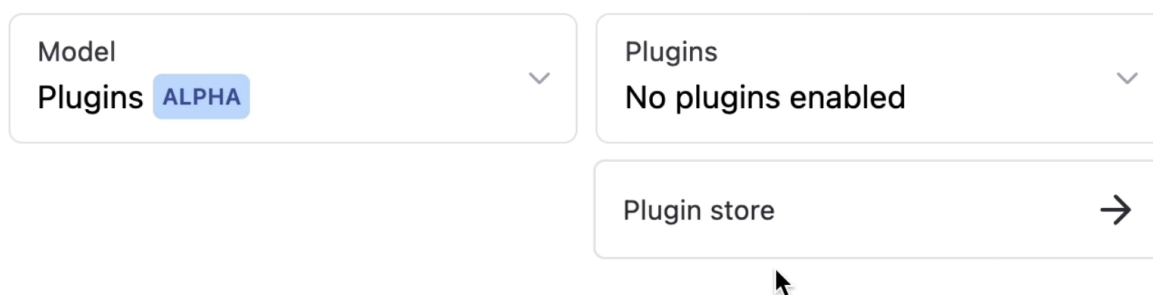 Model
Plugins ALPHA
Plugins
No plugins enabled
Plugin store